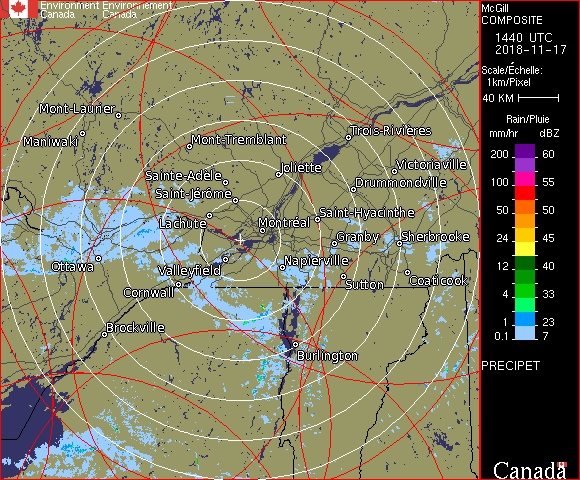 Environment Environnement
Canada Canada
McGill
COMPOSITE
1440 UTC
2018-11-17
Scale/Échelle:
1km/Pixel
40 KM
Rain/Pluie
mm/hr dBZ
200 60
55
100 55
50 50
24 45
12 40
4 33
1 23
0.1 7
PRECIPET
Canada
Mont-Laurier
Maniwaki
Mont-Tremblant
Trois-Rivières
Joliette
Victoriaville
Sainte-Adèle
Drummondville
Saint-Jérôme
Saint-Hyacinthe
Lachute
Montréal
Granby
Sherbrooke
Ottawa
Valleyfield
Napierville
Cornwall
Sutton
Coaticook
Brockville
Burlington